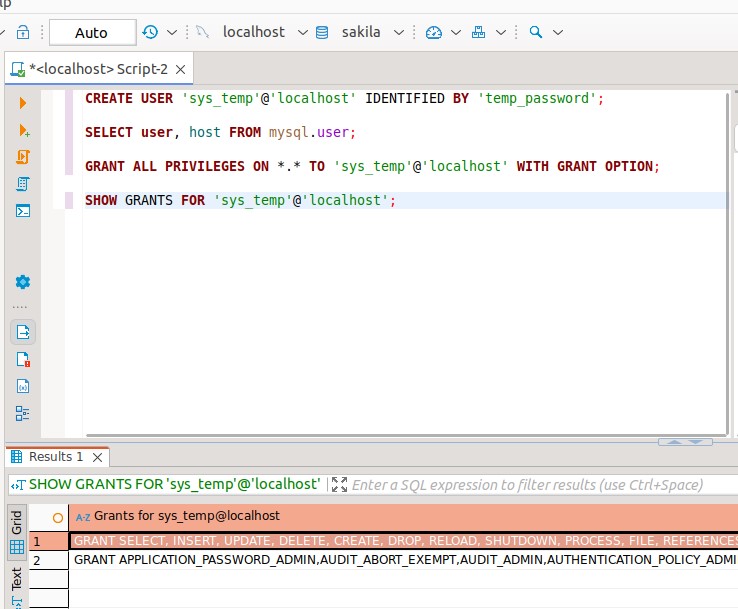 lp
Auto
localhost
sakila
*<localhost> Script-2
CREATE USER 'sys_temp'@'localhost' IDENTIFIED BY 'temp_password';
SELECT user, host FROM mysql.user;
GRANT ALL PRIVILEGES ON *.* TO 'sys_temp'@'localhost' WITH GRANT OPTION;
SHOW GRANTS FOR 'sys_temp'@'localhost';
Results 1
SHOW GRANTS FOR 'sys_temp'@'localhost'
Enter a SQL expression to filter results (use Ctrl+Space)
Grid
Text
A-Z Grants for sys_temp@localhost
1 GRANT SELECT, INSERT, UPDATE, DELETE, CREATE, DROP, RELOAD, SHUTDOWN, PROCESS, FILE, REFERENCES
2 GRANT APPLICATION_PASSWORD_ADMIN,AUDIT_ABORT_EXEMPT,AUDIT_ADMIN,AUTHENTICATION_POLICY_ADMI